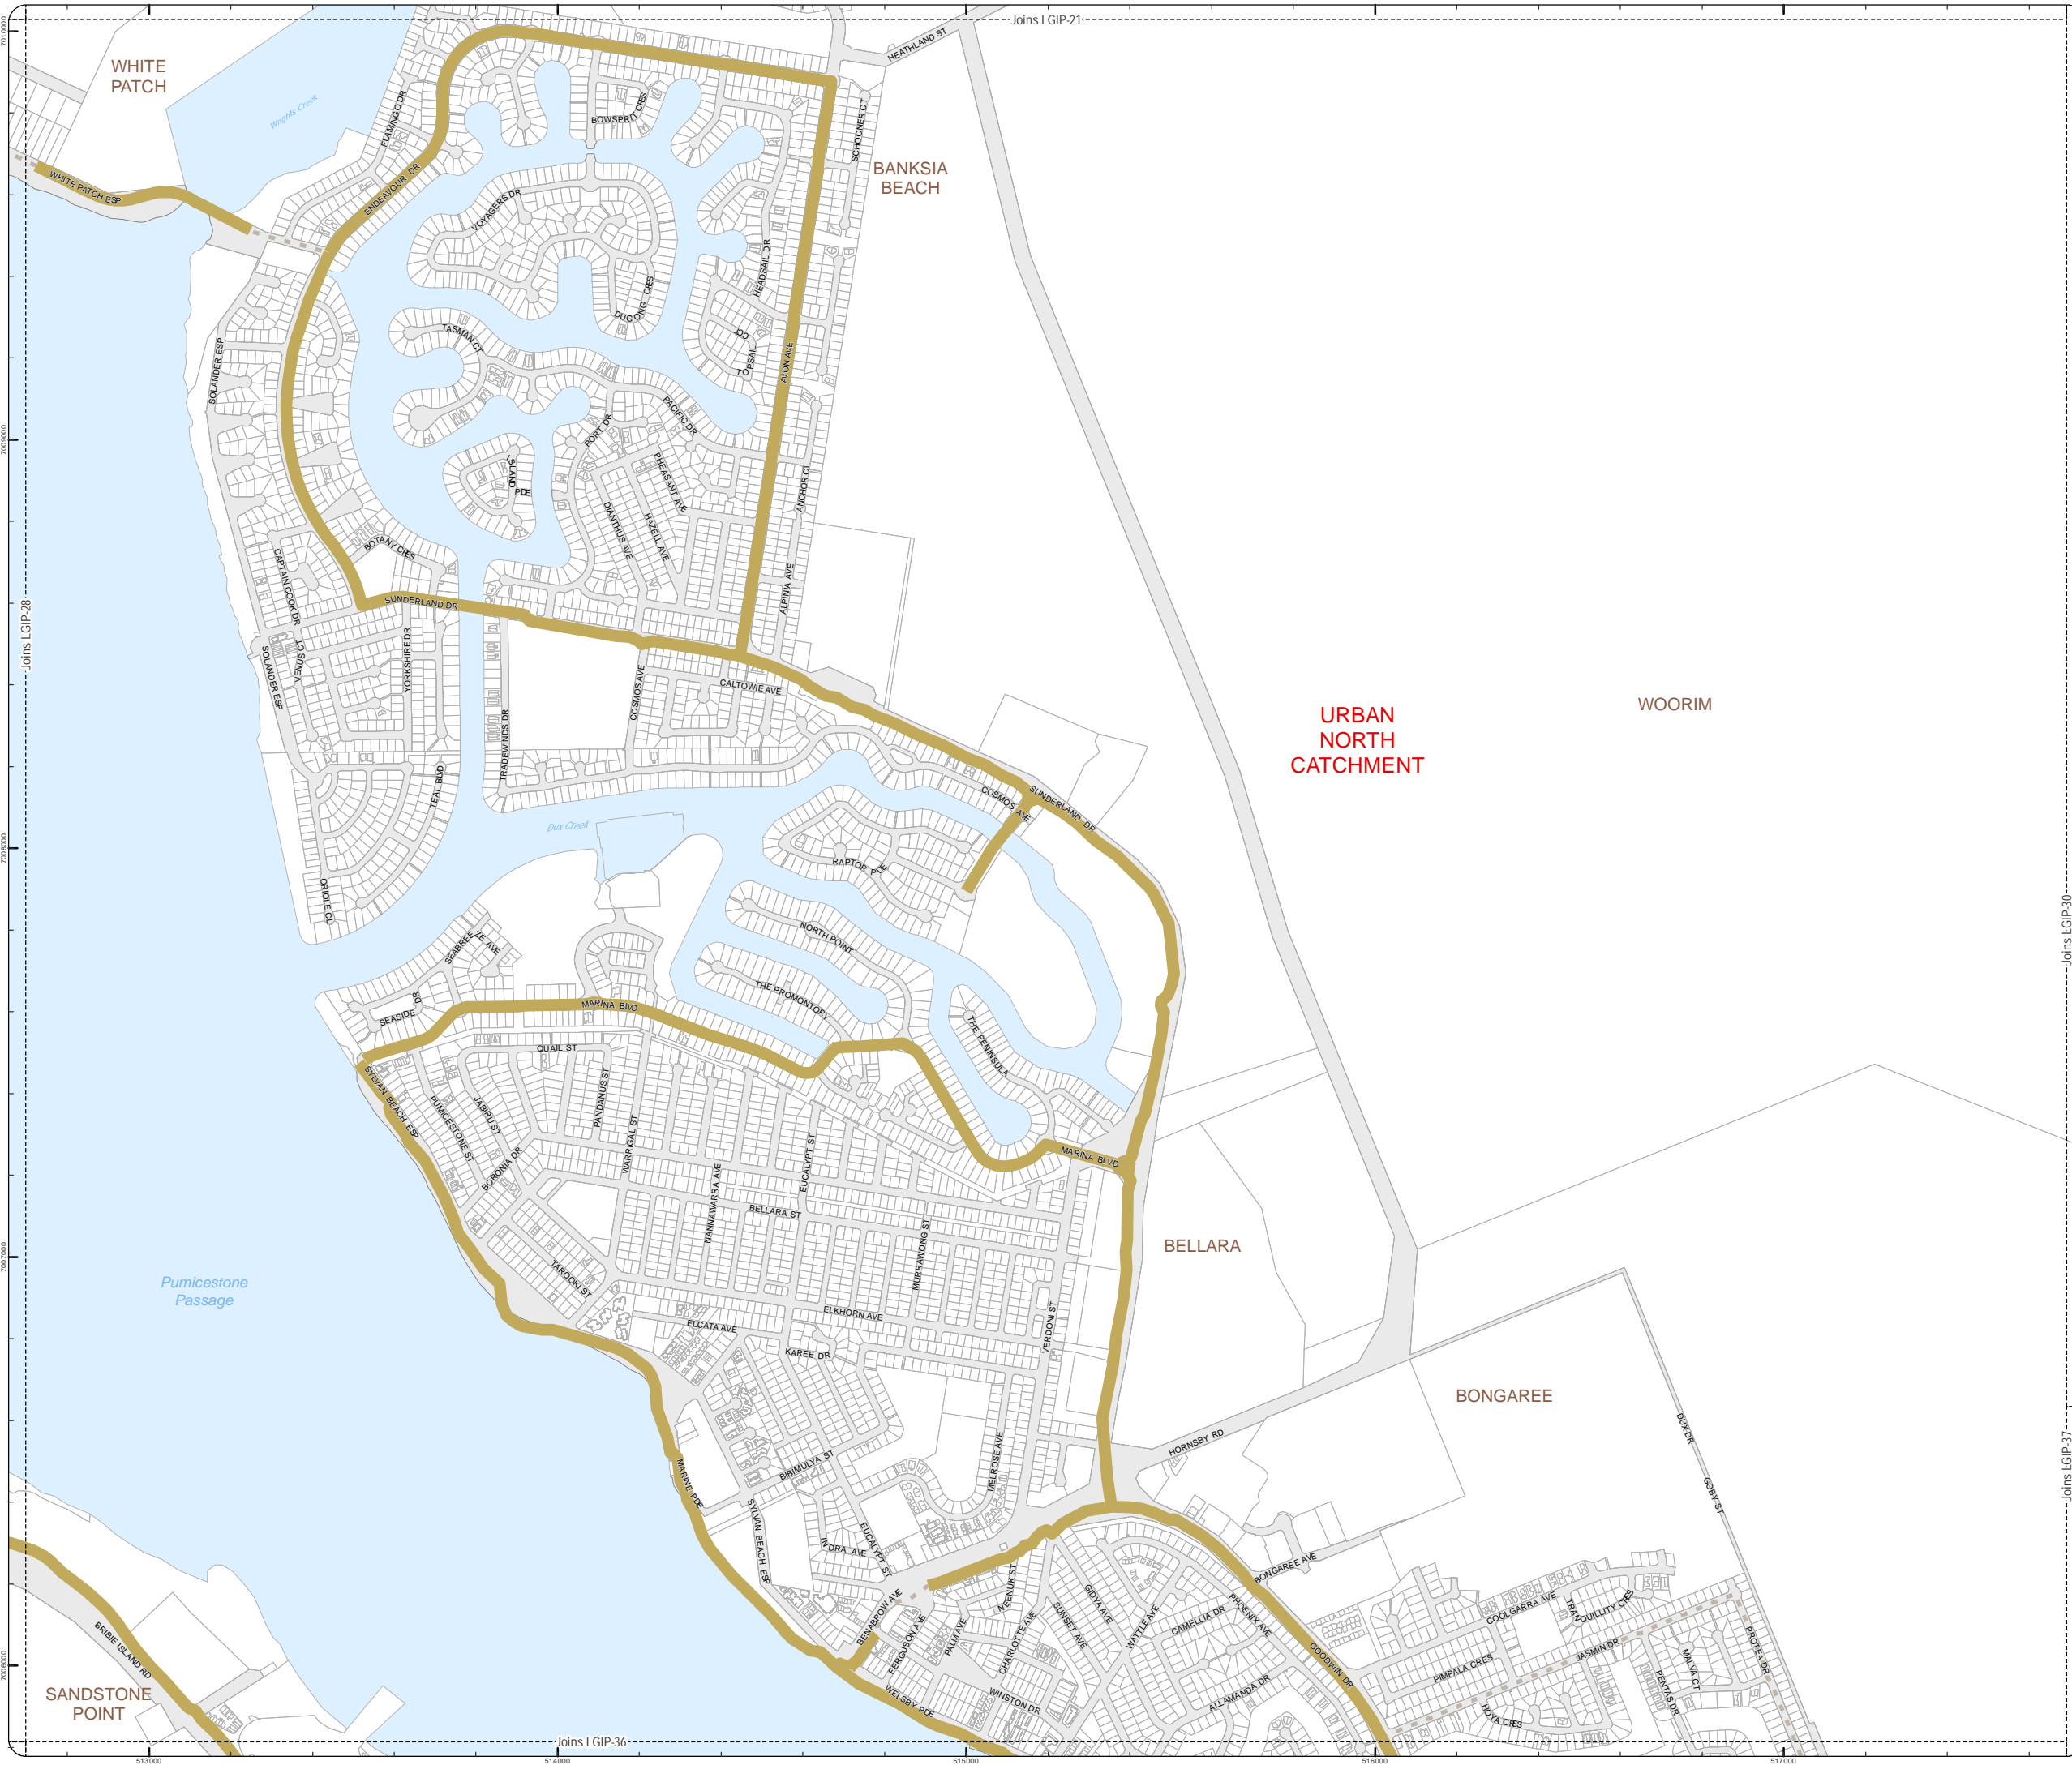 Joins LGIP-21
7010000
HEATHLAND ST
WHITE
PATCH
Wrights Creek
FLAMINGO DR
BOWSPRIT CRES
SCHOONER CT
BANKSIA
BEACH
WHITE PATCH ESP
ENDEAVOUR DR
VOYAGERS DR
HEADSAIL DR
DUGONG CRES
TASMAN CT
TOPSAIL CCT
AVON AVE
SOLANDER ESP
PACIFIC DR
PORT DR
7009000
ISLAND PDE
PHEASANT AVE
ANCHOR CT
DIANTHUS AVE
HAZELL AVE
BOTANY CRES
CAPTAIN COOK DR
ALPINIA AVE
SUNDERLAND DR
Joins LGIP-28
YORKSHIRE DR
VENUS CT
SOLANDER ESP
COSMOS AVE
CALTOWIE AVE
TRADEWINDS DR
URBAN
NORTH
CATCHMENT
WOORIM
TEAL BLVD
COSMOS AVE
SUNDERLAND DR
Dux Creek
7008000
RAPTOR PDE
ORIOLE CL
NORTH POINT
SEABREEZE AVE
Joins LGIP-30
THE PROMONTORY
SEASIDE DR
MARINA BLVD
THE PENINSULA
QUAIL ST
SYLVAN BEACH ESP
PUMICESTONE ST
JABIRU ST
PANDANUS ST
WARRIGAL ST
BORONIA DR
EUCALYPT ST
MARINA BLVD
NANNAWARRA AVE
BELLARA ST
MURRAWONG ST
BELLARA
7007000
Pumicestone
Passage
TAROOKI ST
ELKHORN AVE
ELCATA AVE
KAREE DR
VERDONI ST
BONGAREE
HORNSBY RD
DUX DR
Joins LGIP-37
MELROSE AVE
BIBIMULYA ST
MARINE PDE
SYLVAN BEACH ESP
GOBY ST
EUCALYPT ST
INDRA AVE
BONGAREE AVE
BENABROW AVE
NEENUK ST
GIDYA AVE
SUNSET AVE
WATTLE AVE
CAMELLIA DR
PHOENIX AVE
COOLGARRA AVE
TRANQUILLITY CRES
BRIBIE ISLAND RD
FERGUSON AVE
PALM AVE
CHARLOTTE AVE
GOODWIN DR
JASMIN DR
PROTEA DR
MALVA CT
PENTAS DR
PIMPALA CRES
7006000
SANDSTONE
POINT
WELSBY PDE
WINSTON DR
ALLAMANDA DR
HOYA CRES
Joins LGIP-36
513000
514000
515000
516000
517000